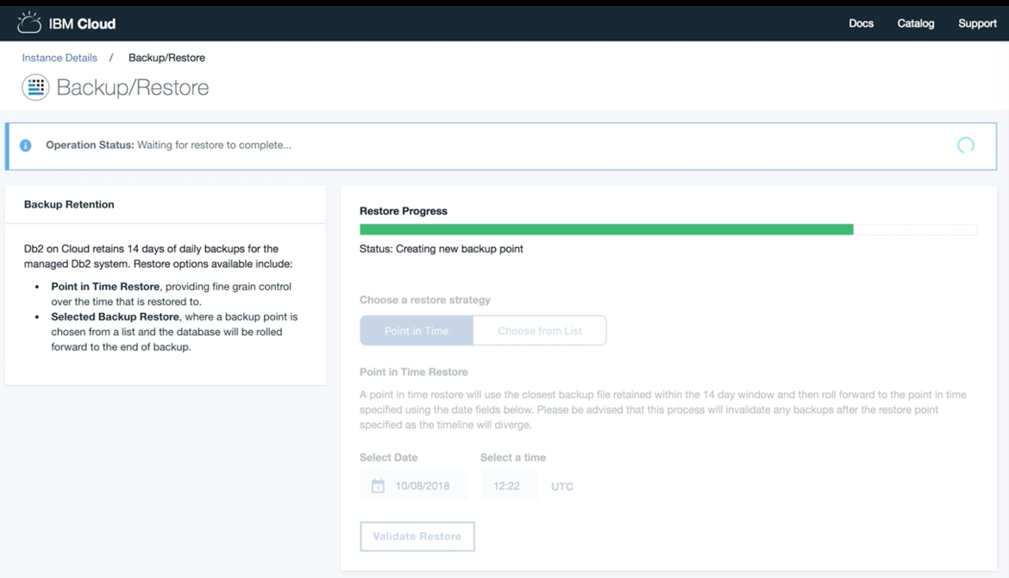 IBM Cloud
Docs Catalog Support
Instance Details / Backup/Restore
Backup/Restore
Operation Status: Waiting for restore to complete...
Backup Retention
Db2 on Cloud retains 14 days of daily backups for the
managed Db2 system. Restore options available include:
• Point in Time Restore, providing fine grain control
over the time that is restored to.
• Selected Backup Restore, where a backup point is
chosen from a list and the database will be rolled
forward to the end of backup.
Restore Progress
Status: Creating new backup point
Choose a restore strategy
Point in Time Choose from List
Point in Time Restore
A point in time restore will use the closest backup file retained within the 14 day window and then roll forward to the point in time
specified using the date fields below. Please be advised that this process will invalidate any backups after the restore point
specified as the timeline will diverge.
Select Date Select a time
10/08/2018 12:22 UTC
Validate Restore